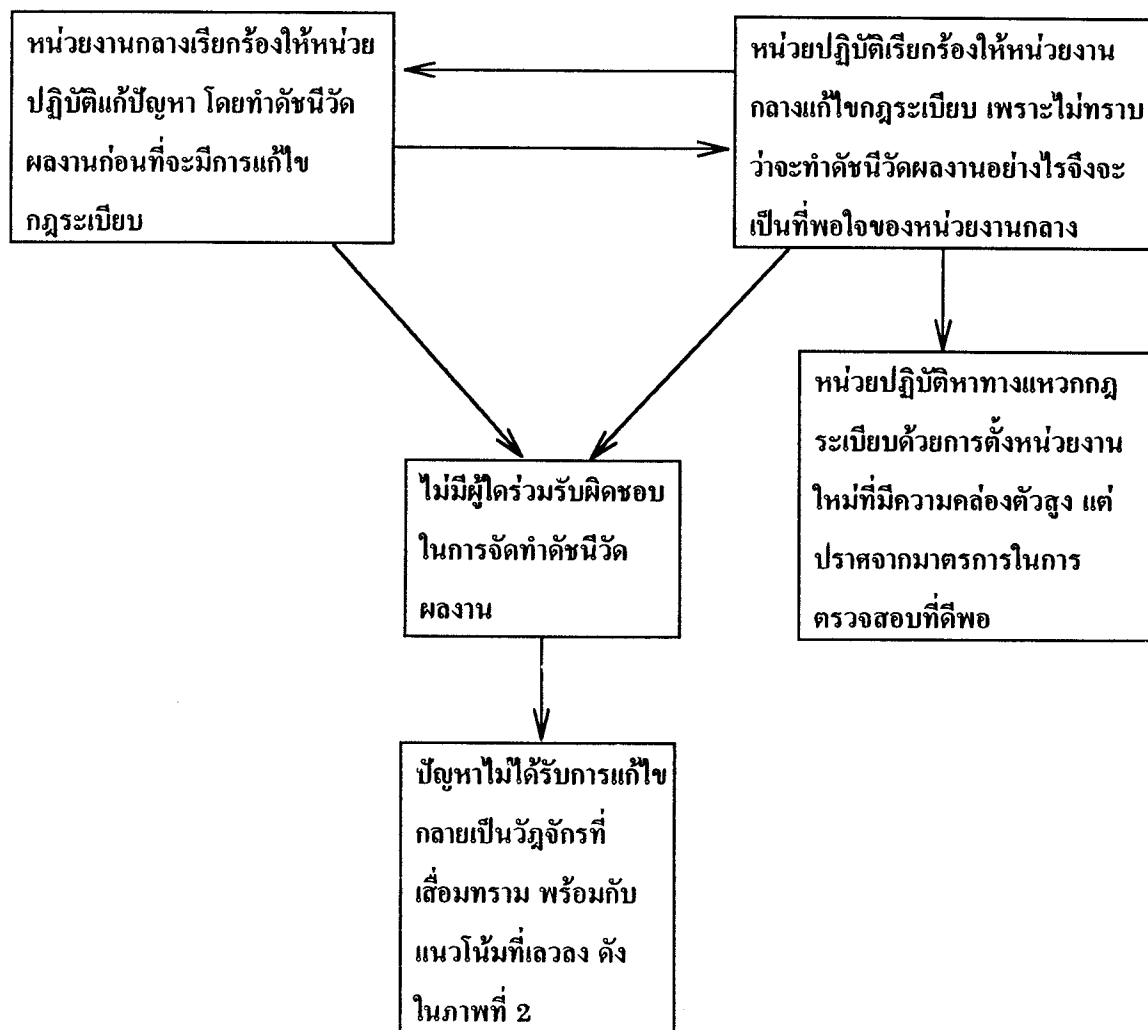 หน่วยงานกลางเรียกร้องให้หน่วย
ปฏิบัติแก้ปัญหา โดยทำดัชนีวัด
ผลงานก่อนที่จะมีการแก้ไข
กฎระเบียบ
หน่วยปฏิบัติเรียกร้องให้หน่วยงาน
กลางแก้ไขกฎระเบียบ เพราะไม่ทราบ
ว่าจะทำดัชนีวัดผลงานอย่างไรจึงจะ
เป็นที่พอใจของหน่วยงานกลาง
หน่วยปฏิบัติหาทางแหวกกฎ
ระเบียบด้วยการตั้งหน่วยงาน
ใหม่ที่มีความคล่องตัวสูง แต่
ปราศจากมาตรการในการ
ตรวจสอบที่ดีพอ
ไม่มีผู้ใดร่วมรับผิดชอบ
ในการจัดทำดัชนีวัด
ผลงาน
ปัญหาไม่ได้รับการแก้ไข
กลายเป็นวัฎจักรที่
เสื่อมทราม พร้อมกับ
แนวโน้มที่เลวลง ดัง
ในภาพที่ 2